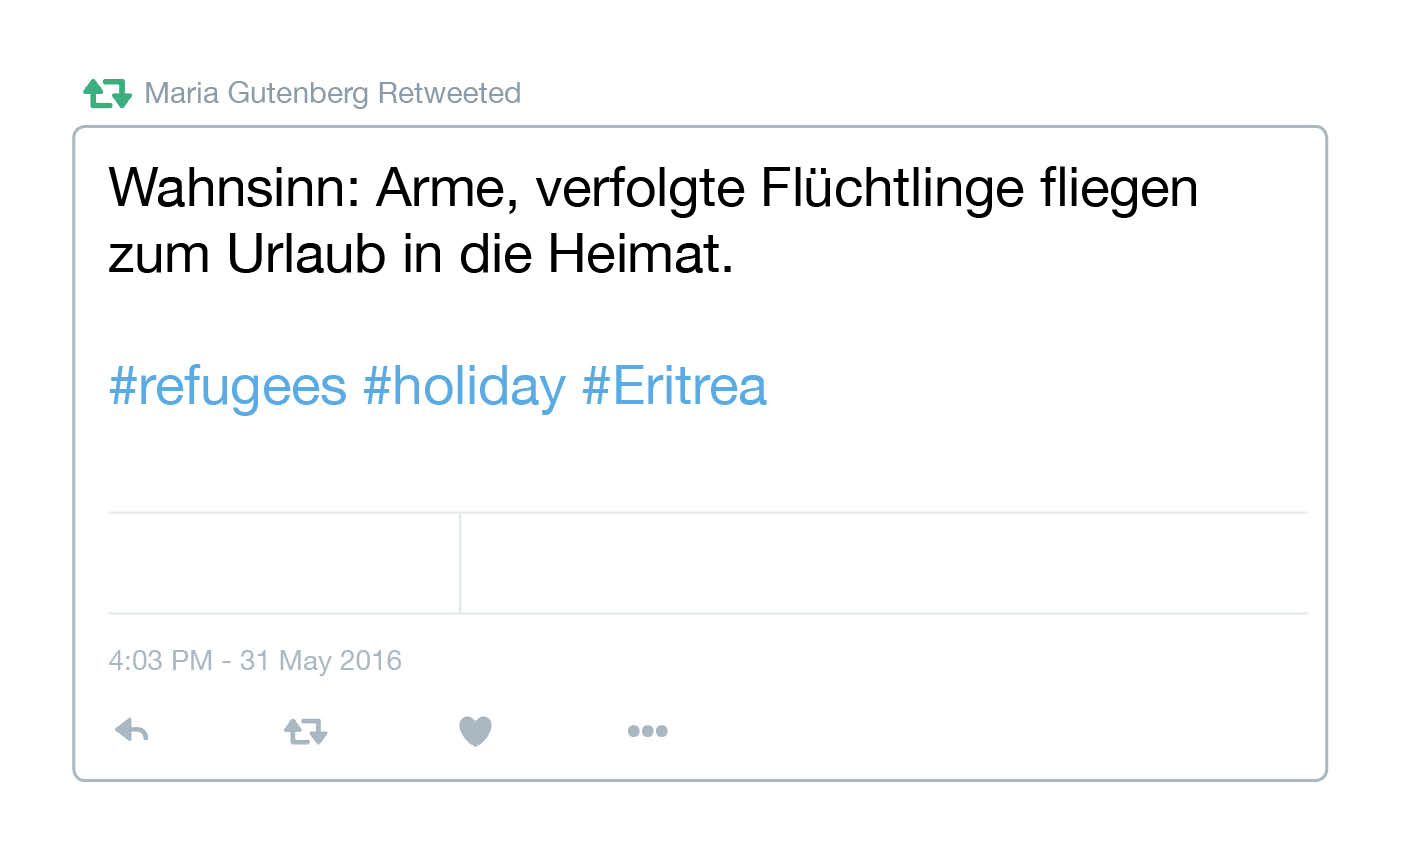 Maria Gutenberg Retweeted
Wahnsinn: Arme, verfolgte Flüchtlinge fliegen
zum Urlaub in die Heimat.
#refugees #holiday #Eritrea
4:03 PM - 31 May 2016